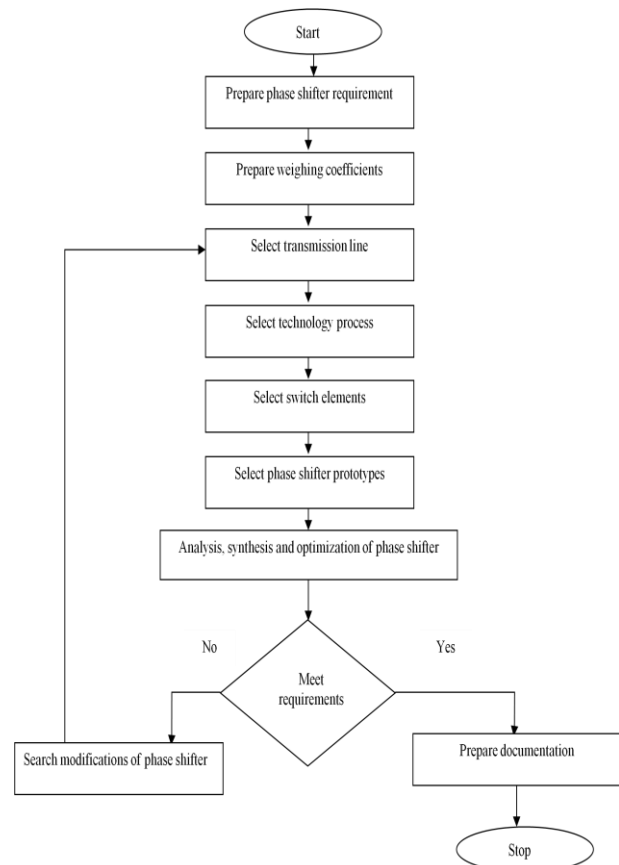 Start
Prepare phase shifter requirement
Prepare weighing coefficients
Select transmission line
Select technology process
Select switch elements
Select phase shifter prototypes
Analysis, synthesis and optimization of phase shifter
No
Yes
Meet
requirements
Search modifications of phase shifter
Prepare documentation
Stop